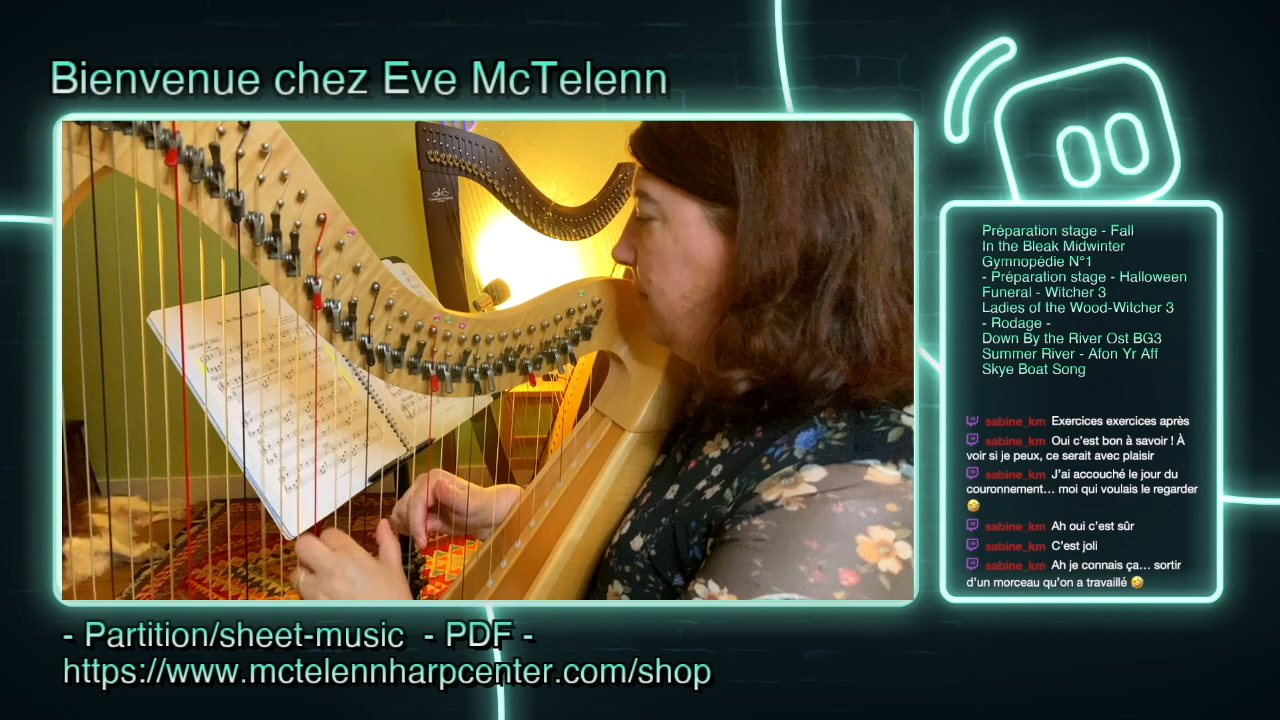 Bienvenue chez Eve McTelenn
Préparation stage - Fall
In the Bleak Midwinter
Gymnopédie N°1
- Préparation stage - Halloween
Funeral - Witcher 3
Ladies of the Wood-Witcher 3
- Rodage -
Down By the River Ost BG3
Summer River - Afon Yr Aff
Skye Boat Song
sabine_km Exercices exercices après
sabine_km Oui c'est bon à savoir ! À
voir si je peux, ce serait avec plaisir
sabine_km J'ai accouché le jour du
couronnement... moi qui voulais le regarder
🤣
sabine_km Ah oui c'est sûr
sabine_km C'est joli
sabine_km Ah je connais ça... sortir
d'un morceau qu'on a travaillé 🤣
- Partition/sheet-music - PDF -
https://www.mctelennharpcenter.com/shop